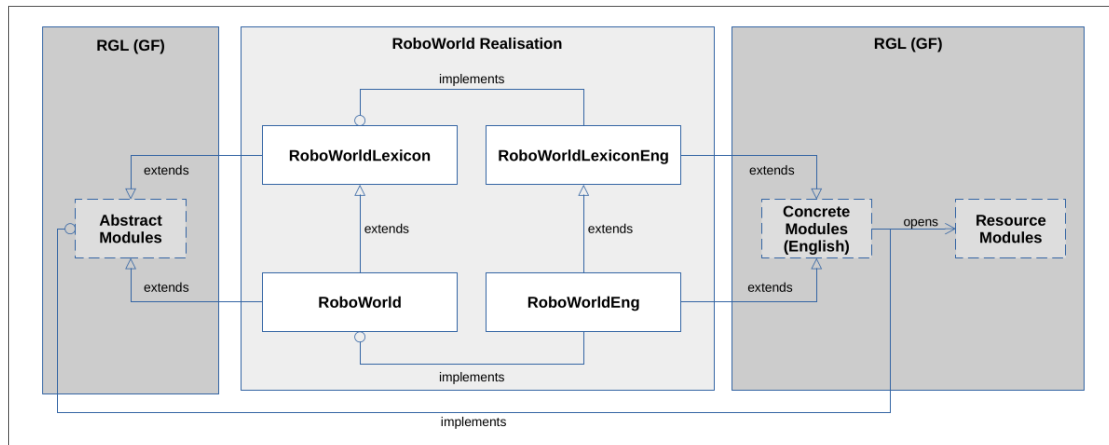 RGL (GF)
RoboWorld Realisation
RGL (GF)
implements
RoboWorldLexicon
RoboWorldLexiconEng
extends
extends
Abstract
Modules
extends
extends
Concrete
Modules
(English)
opens
Resource
Modules
extends
RoboWorld
RoboWorldEng
extends
implements
implements